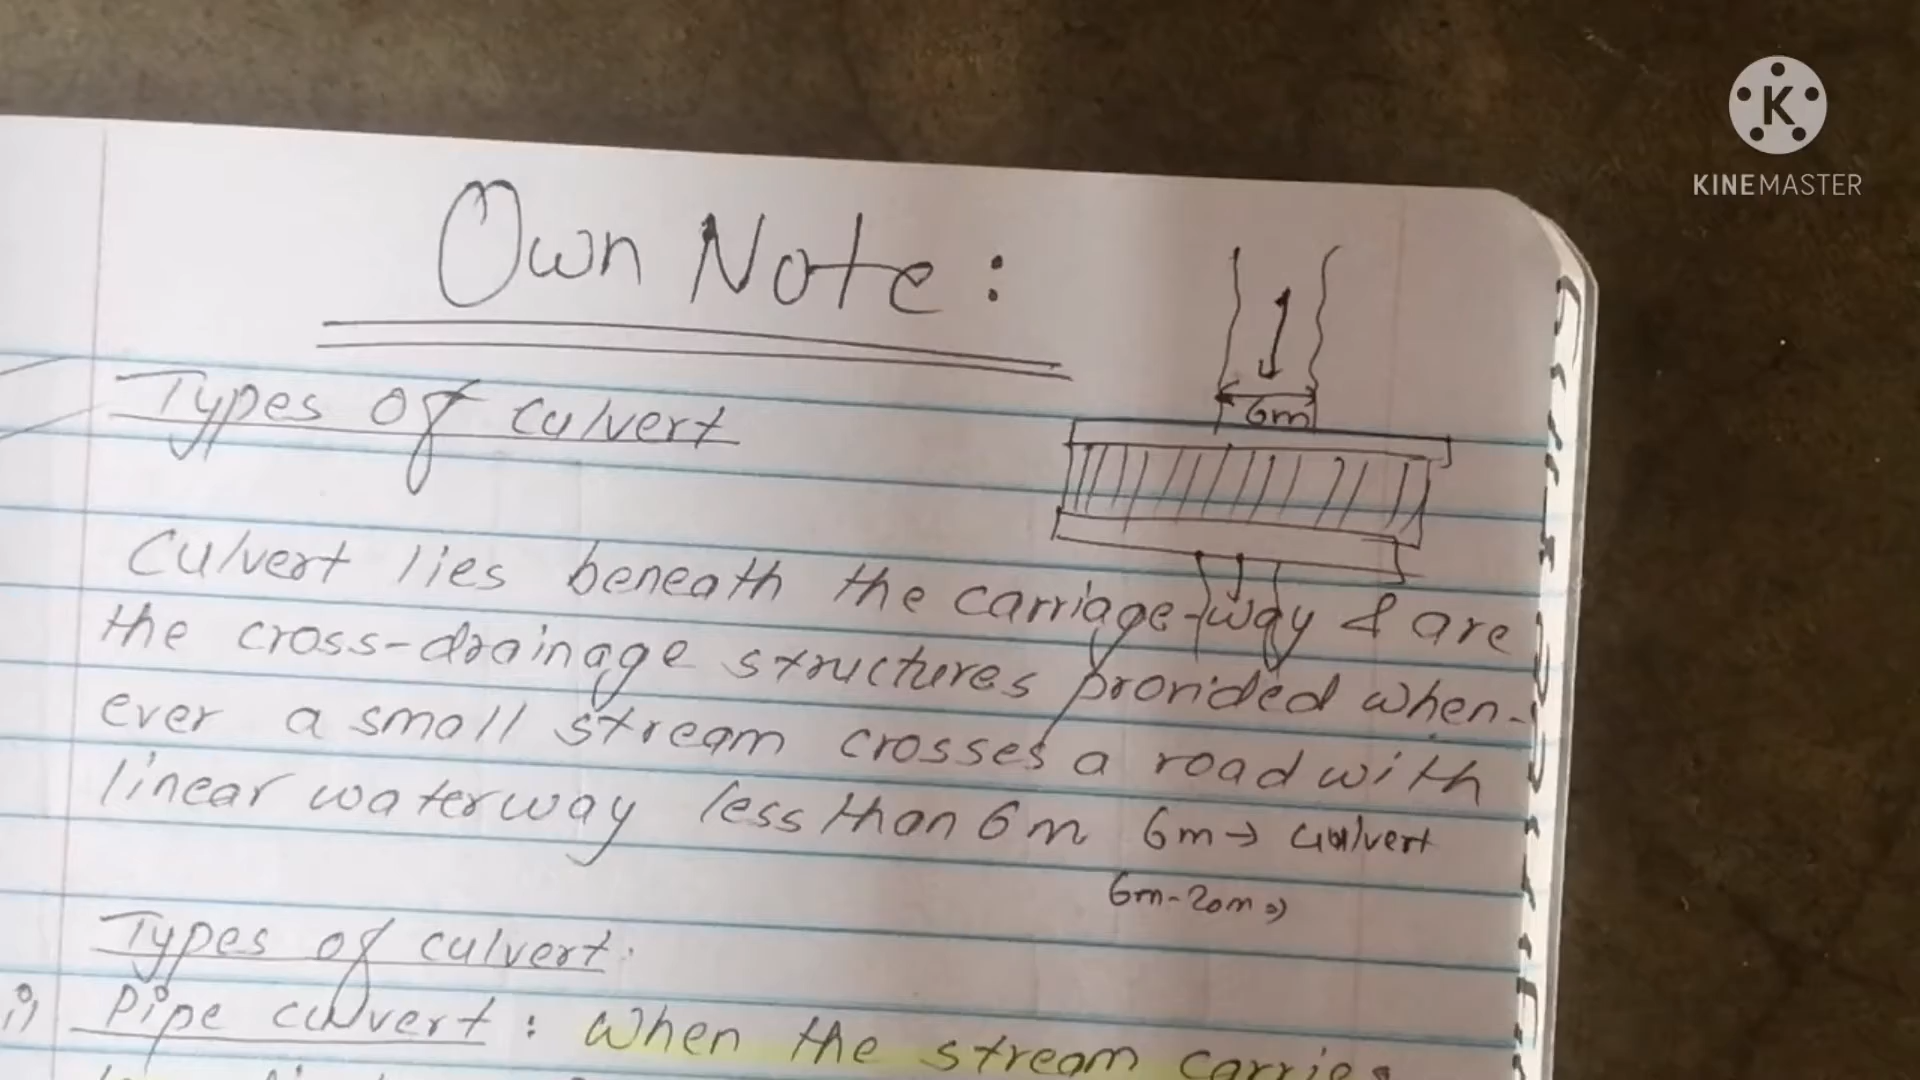 KINEMASTER
Own Note:
6m
Types of culvert
Culvert lies beneath the carriage-way & are
the cross-drainage structures provided when-
ever a small stream crosses a road with
linear waterway less than 6m 6m → culvert
6m-20m ⇒
Types of culvert:
i) Pipe culvert: When the stream carries